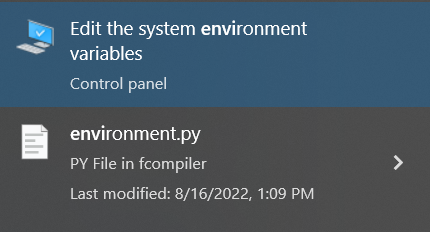 Edit the system environment
variables
Control panel
environment.py
PY File in fcompiler
Last modified: 8/16/2022, 1:09 PM